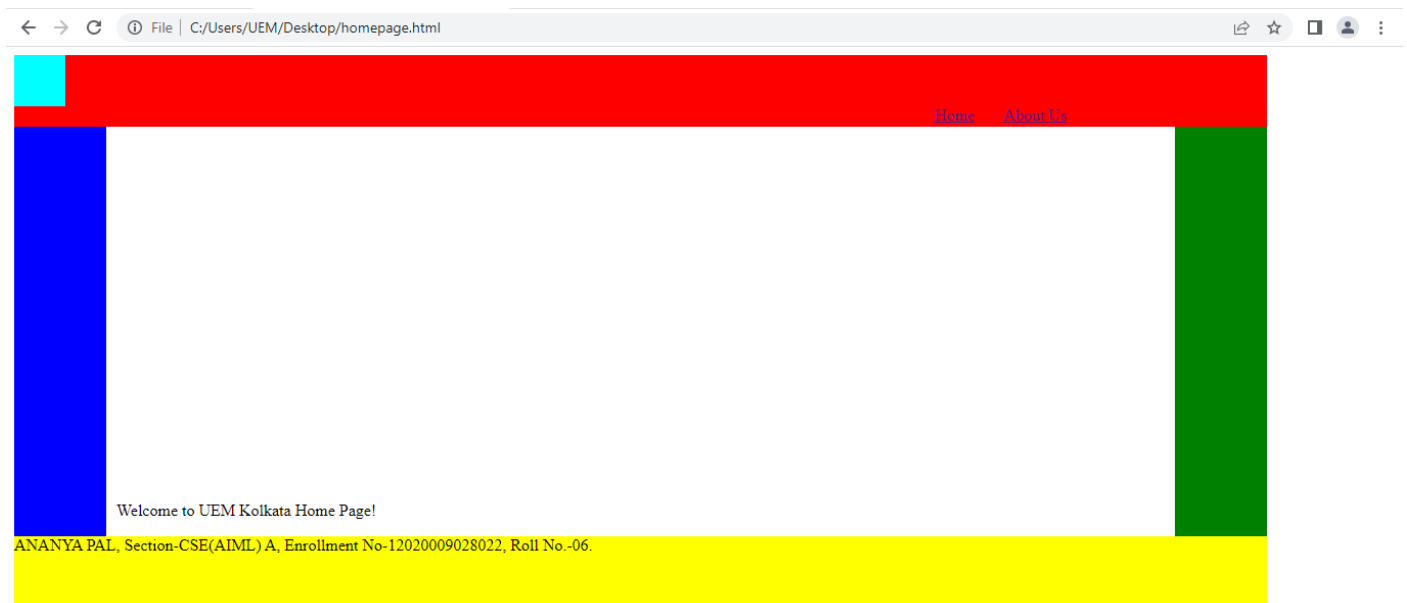 File C:/Users/UEM/Desktop/homepage.html
Home About Us
Welcome to UEM Kolkata Home Page!
ANANYA PAL, Section-CSE(AIML) A, Enrollment No-12020009028022, Roll No.-06.